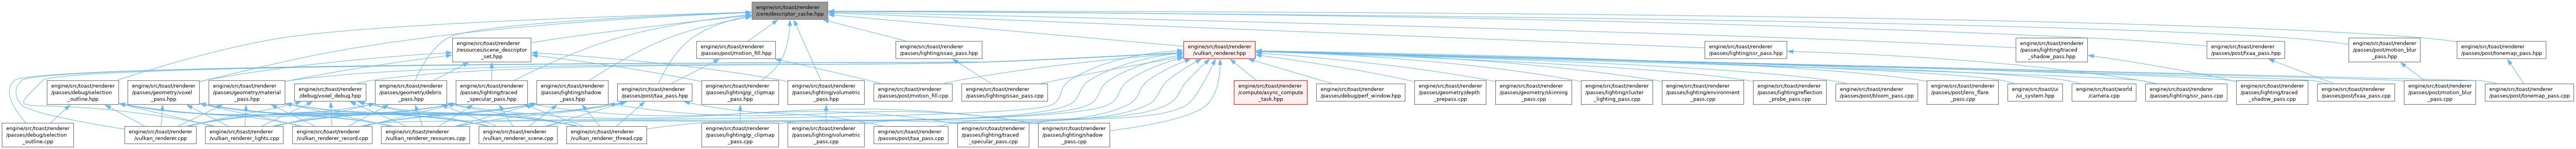 engine/src/toast/renderer
/core/descriptor_cache.hpp
engine/src/toast/renderer
/resources/scene_descriptor
_set.hpp
engine/src/toast/renderer
/passes/post/motion_fill.hpp
engine/src/toast/renderer
/passes/lighting/ssao_pass.hpp
engine/src/toast/renderer
/vulkan_renderer.hpp
engine/src/toast/renderer
/passes/lighting/ssr_pass.hpp
engine/src/toast/renderer
/passes/lighting/traced
_shadow_pass.hpp
engine/src/toast/renderer
/passes/post/fxaa_pass.hpp
engine/src/toast/renderer
/passes/post/motion_blur
_pass.hpp
engine/src/toast/renderer
/passes/post/tonemap_pass.hpp
engine/src/toast/renderer
/passes/debug/selection
_outline.hpp
engine/src/toast/renderer
/passes/geometry/voxel
_pass.hpp
engine/src/toast/renderer
/passes/geometry/material
_pass.hpp
engine/src/toast/renderer
/debug/voxel_debug.hpp
engine/src/toast/renderer
/passes/geometry/debris
_pass.hpp
engine/src/toast/renderer
/passes/lighting/traced
_specular_pass.hpp
engine/src/toast/renderer
/passes/lighting/shadow
_pass.hpp
engine/src/toast/renderer
/passes/post/taa_pass.hpp
engine/src/toast/renderer
/passes/lighting/gi_clipmap
_pass.hpp
engine/src/toast/renderer
/passes/lighting/volumetric
_pass.hpp
engine/src/toast/renderer
/passes/post/motion_fill.cpp
engine/src/toast/renderer
/passes/lighting/ssao_pass.cpp
engine/src/toast/renderer
/compute/async_compute
_task.hpp
engine/src/toast/renderer
/passes/debug/perf_window.hpp
engine/src/toast/renderer
/passes/geometry/depth
_prepass.cpp
engine/src/toast/renderer
/passes/geometry/skinning
_pass.cpp
engine/src/toast/renderer
/passes/lighting/cluster
_lighting_pass.cpp
engine/src/toast/renderer
/passes/lighting/environment
_pass.cpp
engine/src/toast/renderer
/passes/lighting/reflection
_probe_pass.cpp
engine/src/toast/renderer
/passes/post/bloom_pass.cpp
engine/src/toast/renderer
/passes/post/lens_flare
_pass.cpp
engine/src/toast/ui
/ui_system.hpp
engine/src/toast/world
/camera.cpp
engine/src/toast/renderer
/passes/lighting/ssr_pass.cpp
engine/src/toast/renderer
/passes/lighting/traced
_shadow_pass.cpp
engine/src/toast/renderer
/passes/post/fxaa_pass.cpp
engine/src/toast/renderer
/passes/post/motion_blur
_pass.cpp
engine/src/toast/renderer
/passes/post/tonemap_pass.cpp
engine/src/toast/renderer
/passes/debug/selection
_outline.cpp
engine/src/toast/renderer
/vulkan_renderer.cpp
engine/src/toast/renderer
/vulkan_renderer_lights.cpp
engine/src/toast/renderer
/vulkan_renderer_record.cpp
engine/src/toast/renderer
/vulkan_renderer_resources.cpp
engine/src/toast/renderer
/vulkan_renderer_scene.cpp
engine/src/toast/renderer
/vulkan_renderer_thread.cpp
engine/src/toast/renderer
/passes/lighting/gi_clipmap
_pass.cpp
engine/src/toast/renderer
/passes/lighting/volumetric
_pass.cpp
engine/src/toast/renderer
/passes/post/taa_pass.cpp
engine/src/toast/renderer
/passes/lighting/traced
_specular_pass.cpp
engine/src/toast/renderer
/passes/lighting/shadow
_pass.cpp